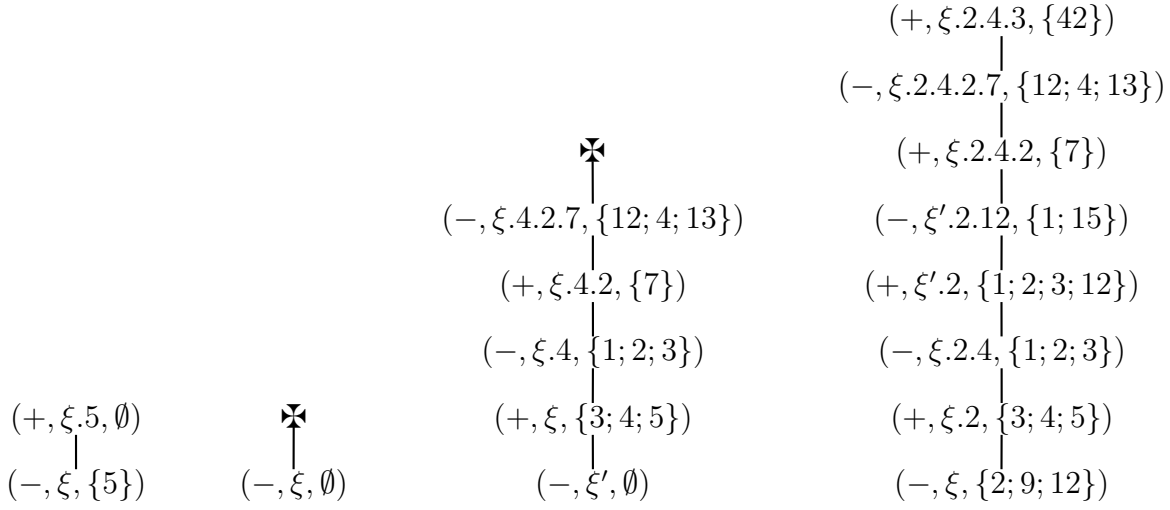 (+, ξ.2.4.3, {42})
(−, ξ.2.4.2.7, {12; 4; 13})
✠ (+, ξ.2.4.2, {7})
(−, ξ.4.2.7, {12; 4; 13}) (−, ξ′.2.12, {1; 15})
(+, ξ.4.2, {7}) (+, ξ′.2, {1; 2; 3; 12})
(−, ξ.4, {1; 2; 3}) (−, ξ.2.4, {1; 2; 3})
(+, ξ.5, ∅) ✠ (+, ξ, {3; 4; 5}) (+, ξ.2, {3; 4; 5})
(−, ξ, {5}) (−, ξ, ∅) (−, ξ′, ∅) (−, ξ, {2; 9; 12})